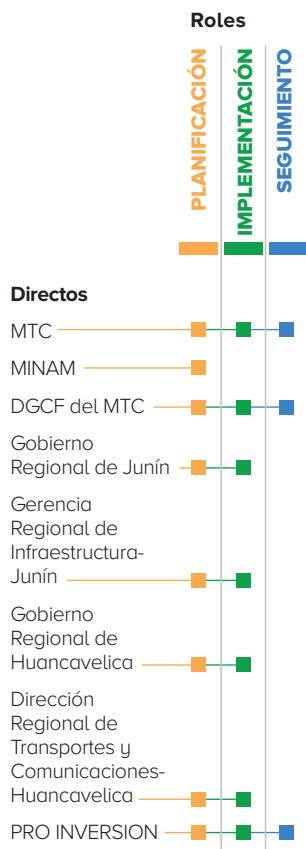 Roles
PLANIFICACIÓN
IMPLEMENTACIÓN
SEGUIMIENTO
Directos
MTC
MINAM
DGCF del MTC
Gobierno
Regional de Junín
Gerencia
Regional de
Infraestructura-
Junín
Gobierno
Regional de
Huancavelica
Dirección
Regional de
Transportes y
Comunicaciones-
Huancavelica
PRO INVERSION